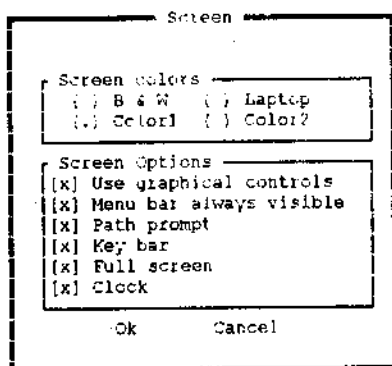 Screen
Screen colors
( ) B & W ( ) Laptop
(.) Color1 ( ) Color2
Screen Options
[x] Use graphical controls
[x] Menu bar always visible
[x] Path prompt
[x] Key bar
[x] Full screen
[x] Clock
Ok Cancel